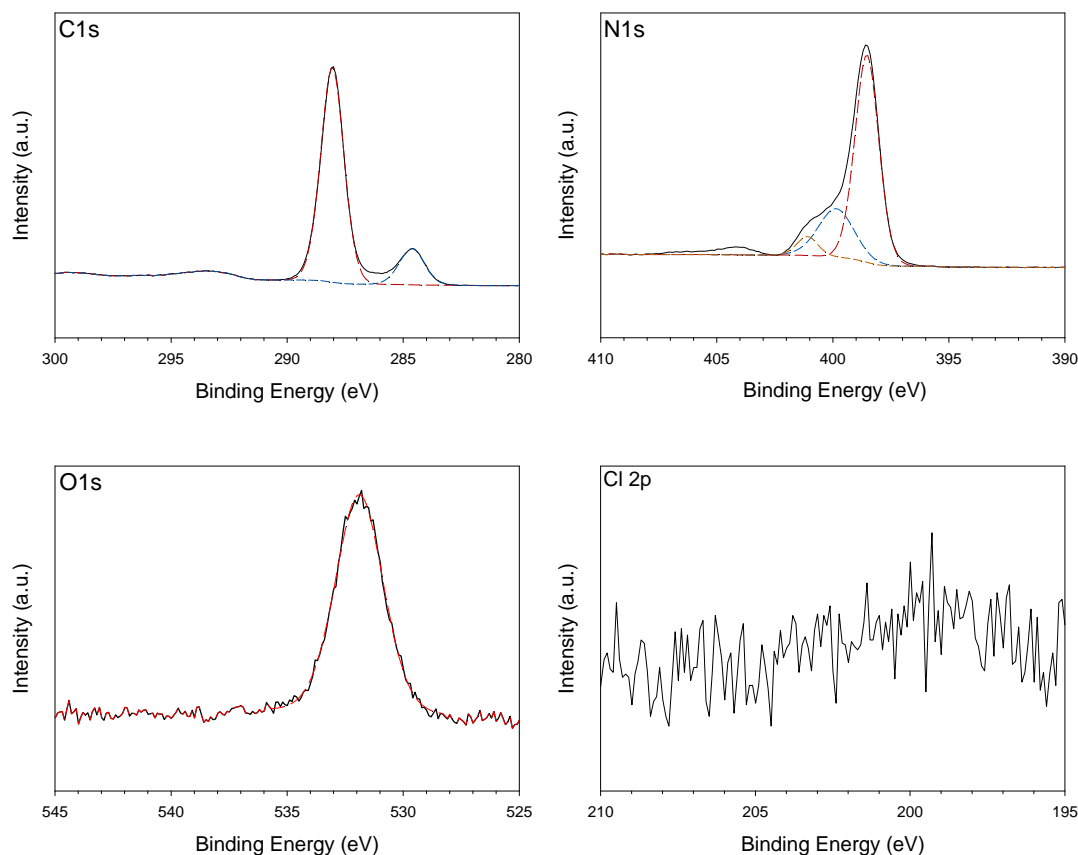 C1s
Intensity (a.u.)
300 295 290 285 280
Binding Energy (eV)
N1s
Intensity (a.u.)
410 405 400 395 390
Binding Energy (eV)
O1s
Intensity (a.u.)
545 540 535 530 525
Binding Energy (eV)
Cl 2p
Intensity (a.u.)
210 205 200 195
Binding Energy (eV)